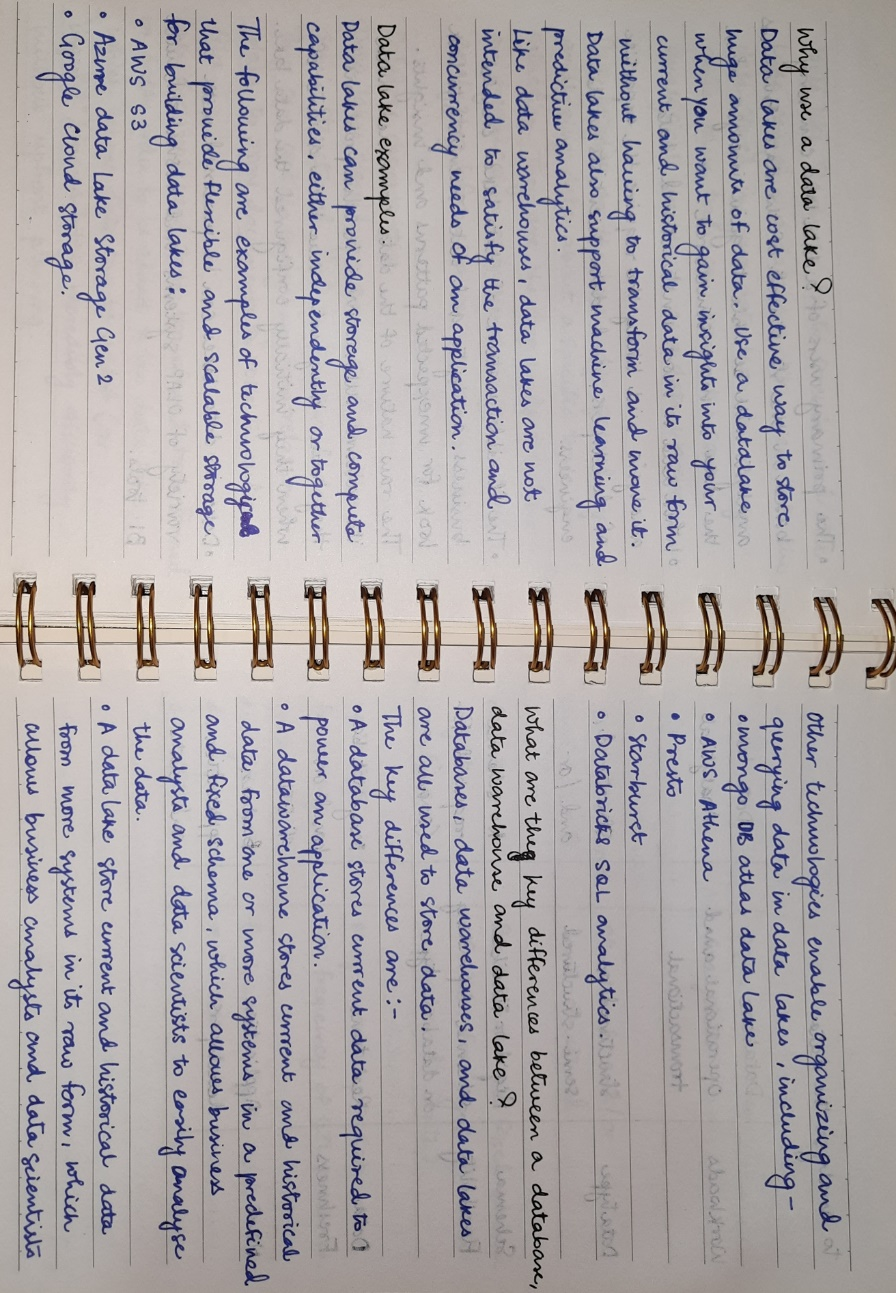 Why use a data lake?
Data lakes are cost effective way to store
huge amounts of data. Use a datalake
when you want to gain insights into your
current and historical data in its raw form
without having to transform and move it.
Data lakes also support machine learning and
predictive analytics.
Like data warehouses, data lakes are not
intended to satisfy the transaction and
concurrency needs of an application.
Data lake examples:
Data lakes can provide storage and compute
capabilities, either independently or together
The following are examples of technologies
that provide flexible and scalable storage
for building data lakes:
• AWS S3
• Azure data Lake Storage Gen2
• Google Cloud Storage.
Other technologies enable organizing and
querying data in data lakes, including-
• mongo DB atlas data lake
• AWS Athena
• Presto
• Starburst
• Databricks SQL analytics.
What are they key differences between a database,
data warehouse and data lake?
Databases, data warehouses, and data lakes
are all used to store data.
The key differences are:-
• A database stores current data required to
power an application.
• A datawarehouse stores current and historical
data from one or more systems in a predefined
and fixed schema, which allows business
analysts and data scientists to easily analyse
the data.
• A data lake store current and historical data
from more systems in its raw form, which
allows business analysts and data scientists